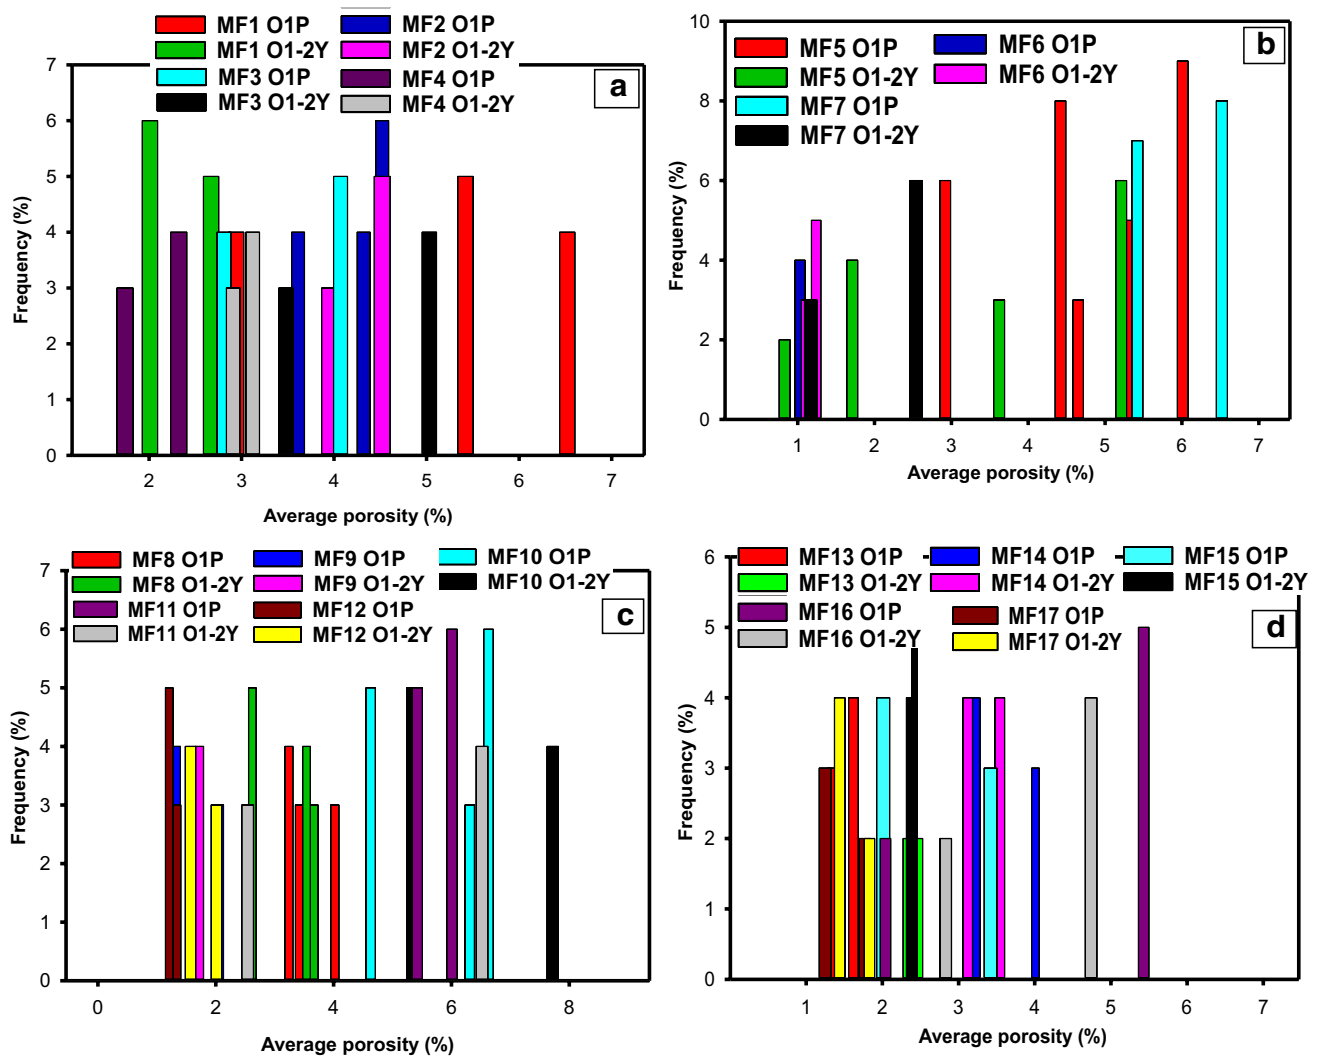 MF1 O1P
MF2 O1P
MF1 O1-2Y
MF2 O1-2Y
MF3 O1P
MF4 O1P
MF3 O1-2Y
MF4 O1-2Y
a
7
6
5
4
3
2
1
0
Frequency (%)
2 3 4 5 6 7
Average porosity (%)
MF5 O1P
MF6 O1P
MF5 O1-2Y
MF6 O1-2Y
MF7 O1P
MF7 O1-2Y
b
10
8
6
4
2
0
Frequency (%)
1 2 3 4 5 6 7
Average porosity (%)
MF8 O1P
MF9 O1P
MF10 O1P
MF8 O1-2Y
MF9 O1-2Y
MF10 O1-2Y
MF11 O1P
MF12 O1P
MF11 O1-2Y
MF12 O1-2Y
c
7
6
5
4
3
2
1
0
Frequency (%)
0 2 4 6 8
Average porosity (%)
MF13 O1P
MF14 O1P
MF15 O1P
MF13 O1-2Y
MF14 O1-2Y
MF15 O1-2Y
MF16 O1P
MF17 O1P
MF16 O1-2Y
MF17 O1-2Y
d
6
5
4
3
2
1
0
Frequency (%)
1 2 3 4 5 6 7
Average porosity (%)